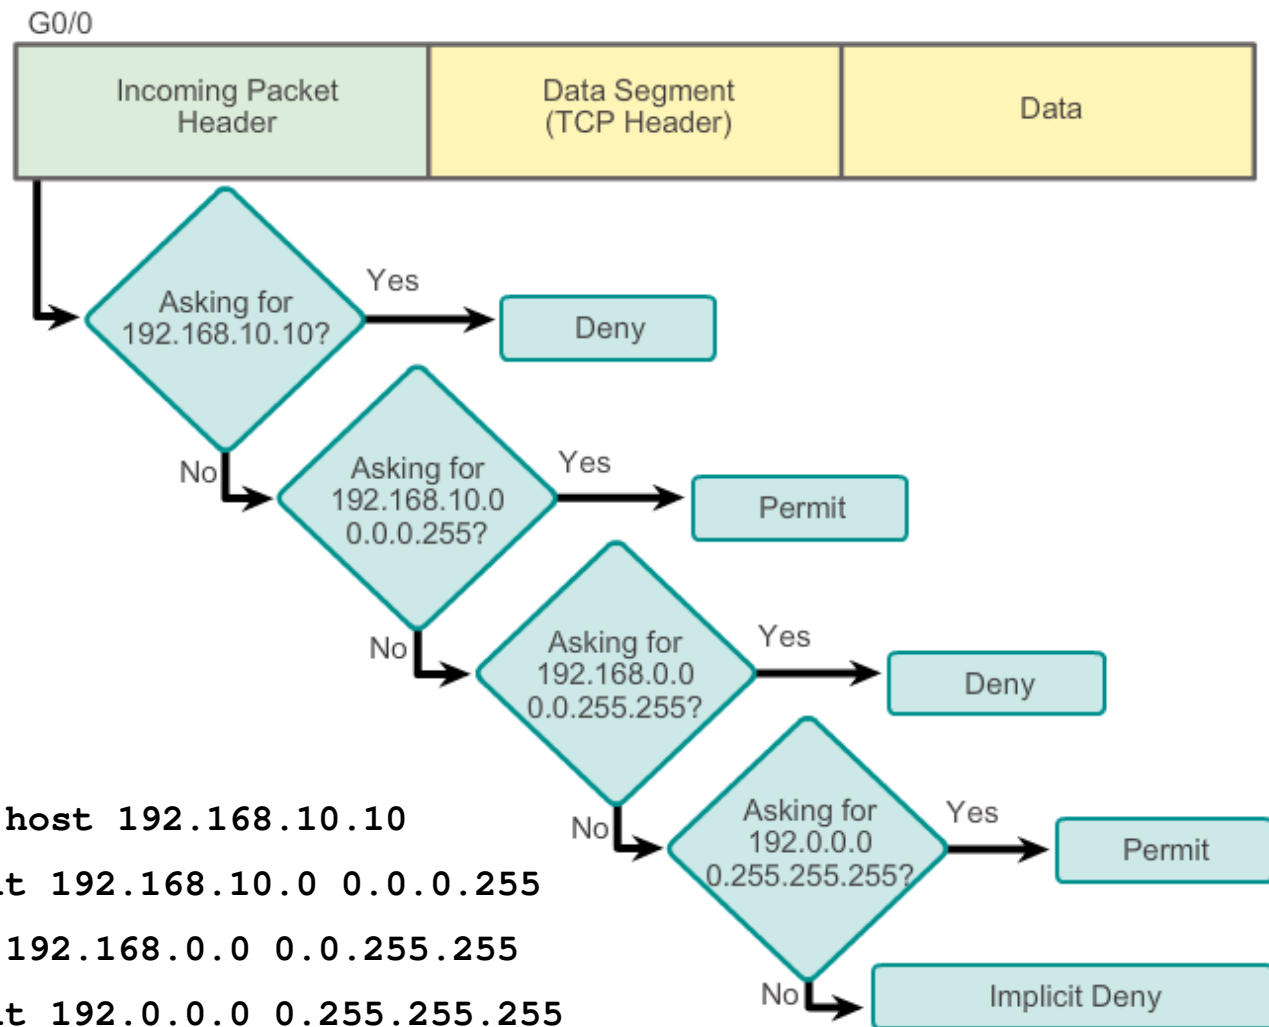 G0/0
Incoming Packet
Header
Data Segment
(TCP Header)
Data
Asking for
192.168.10.10?
Yes
Deny
No
Asking for
192.168.10.0
0.0.0.255?
Yes
Permit
No
Asking for
192.168.0.0
0.0.255.255?
Yes
Deny
No
Asking for
192.0.0.0
0.255.255.255?
Yes
Permit
No
Implicit Deny
host 192.168.10.10
192.168.10.0 0.0.0.255
192.168.0.0 0.0.255.255
192.0.0.0 0.255.255.255